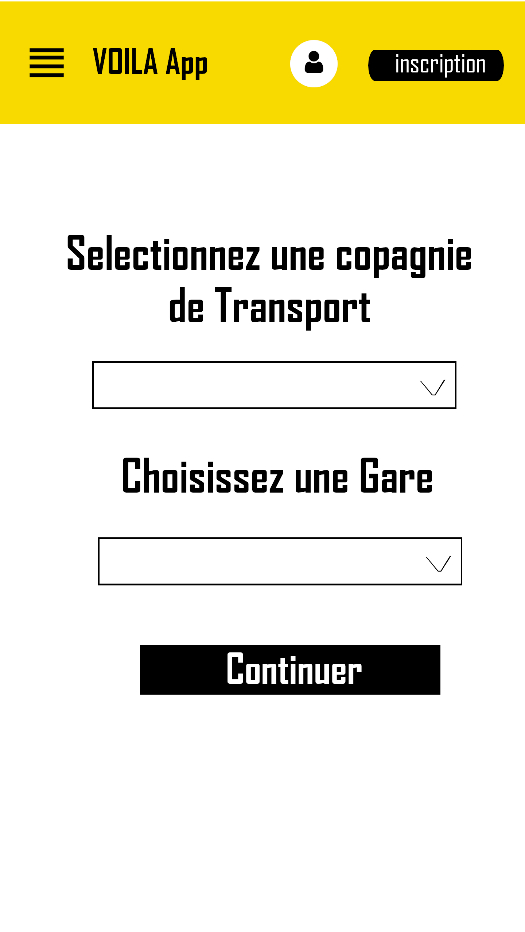 VOILA App
inscription
Selectionnez une copagnie
de Transport
Choisissez une Gare
Continuer